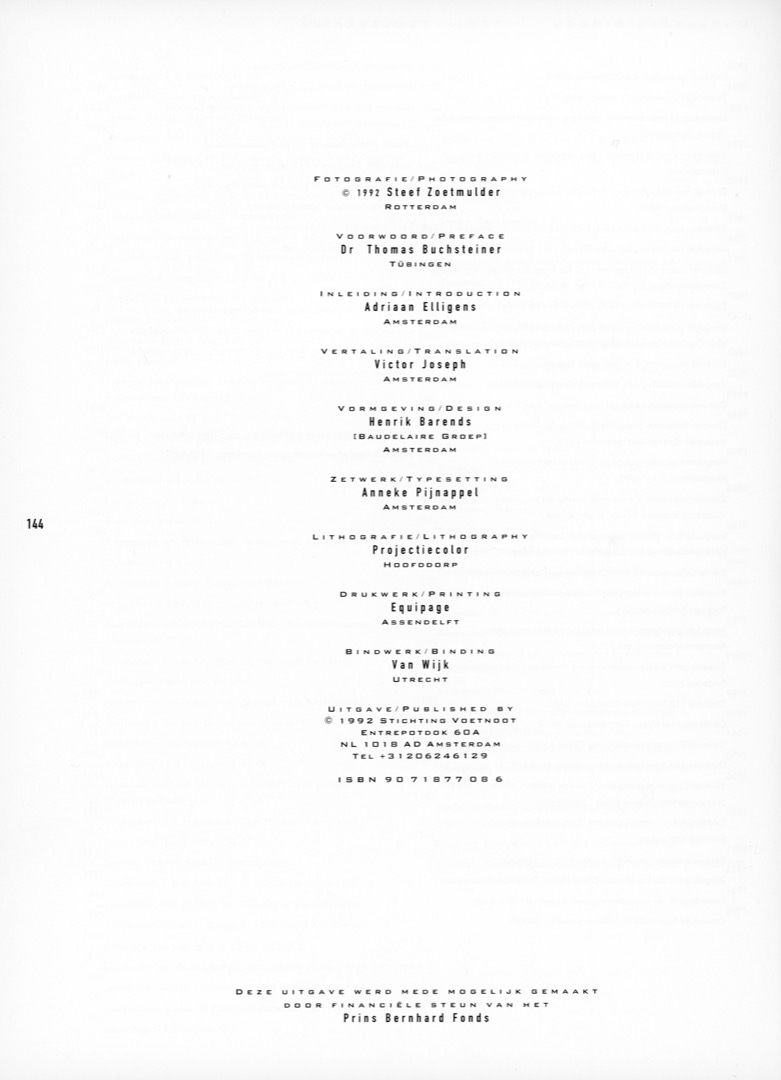 Fotografie/Photography
© 1992 Steef Zoetmulder
Rotterdam
Voorwoord/Preface
Dr Thomas Buchsteiner
Tübingen
Inleiding/Introduction
Adriaan Elligens
Amsterdam
Vertaling/Translation
Victor Joseph
Amsterdam
Vormgeving/Design
Henrik Barends
[Baudelaire Groep]
Amsterdam
Zetwerk/Typesetting
Anneke Pijnappel
Amsterdam
144
Lithografie/Lithography
Projectiecolor
Hoofddorp
Drukwerk/Printing
Equipage
Assendelft
Bindwerk/Binding
Van Wijk
Utrecht
Uitgave/Published by
© 1992 Stichting Voetnoot
Entrepotdok 60A
NL 1018 AD Amsterdam
Tel +31206246129
ISBN 90 71877 08 6
Deze uitgave werd mede mogelijk gemaakt
door financiële steun van het
Prins Bernhard Fonds